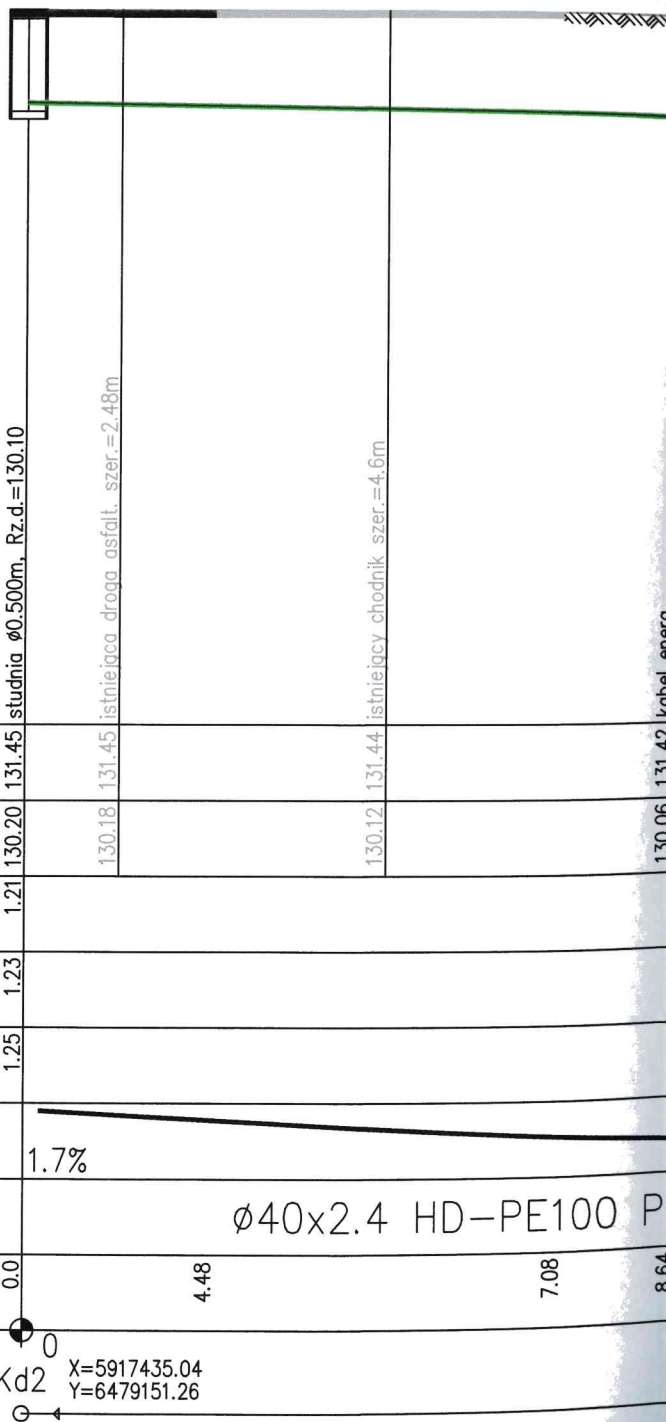 131.45 studnia ø0.500m, Rz.d.=130.10
131.45 istniejąca droga asfalt. szer.=2.48m
131.44 istniejący chodnik szer.=4.6m
131.42 kabel energ
130.20
130.18
130.12
130.06
1.21
1.23
1.25
1.7%
ø40x2.4 HD-PE100 P
0.0
4.48
7.08
8.64
0
Kd2
X=5917435.04
Y=6479151.26